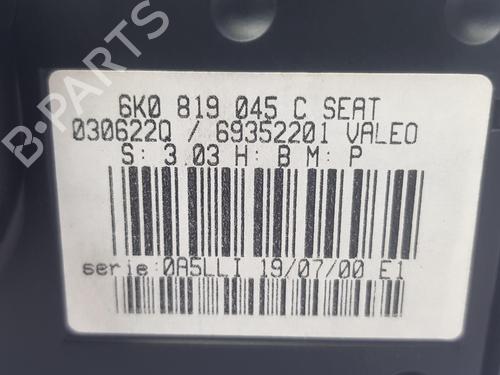 B-PARTS
6K0 819 045 C SEAT
030622Q / 69352201 VALEO
S: 3.03 H: B M: P
serie:0A5LLI 19/07/00 E1